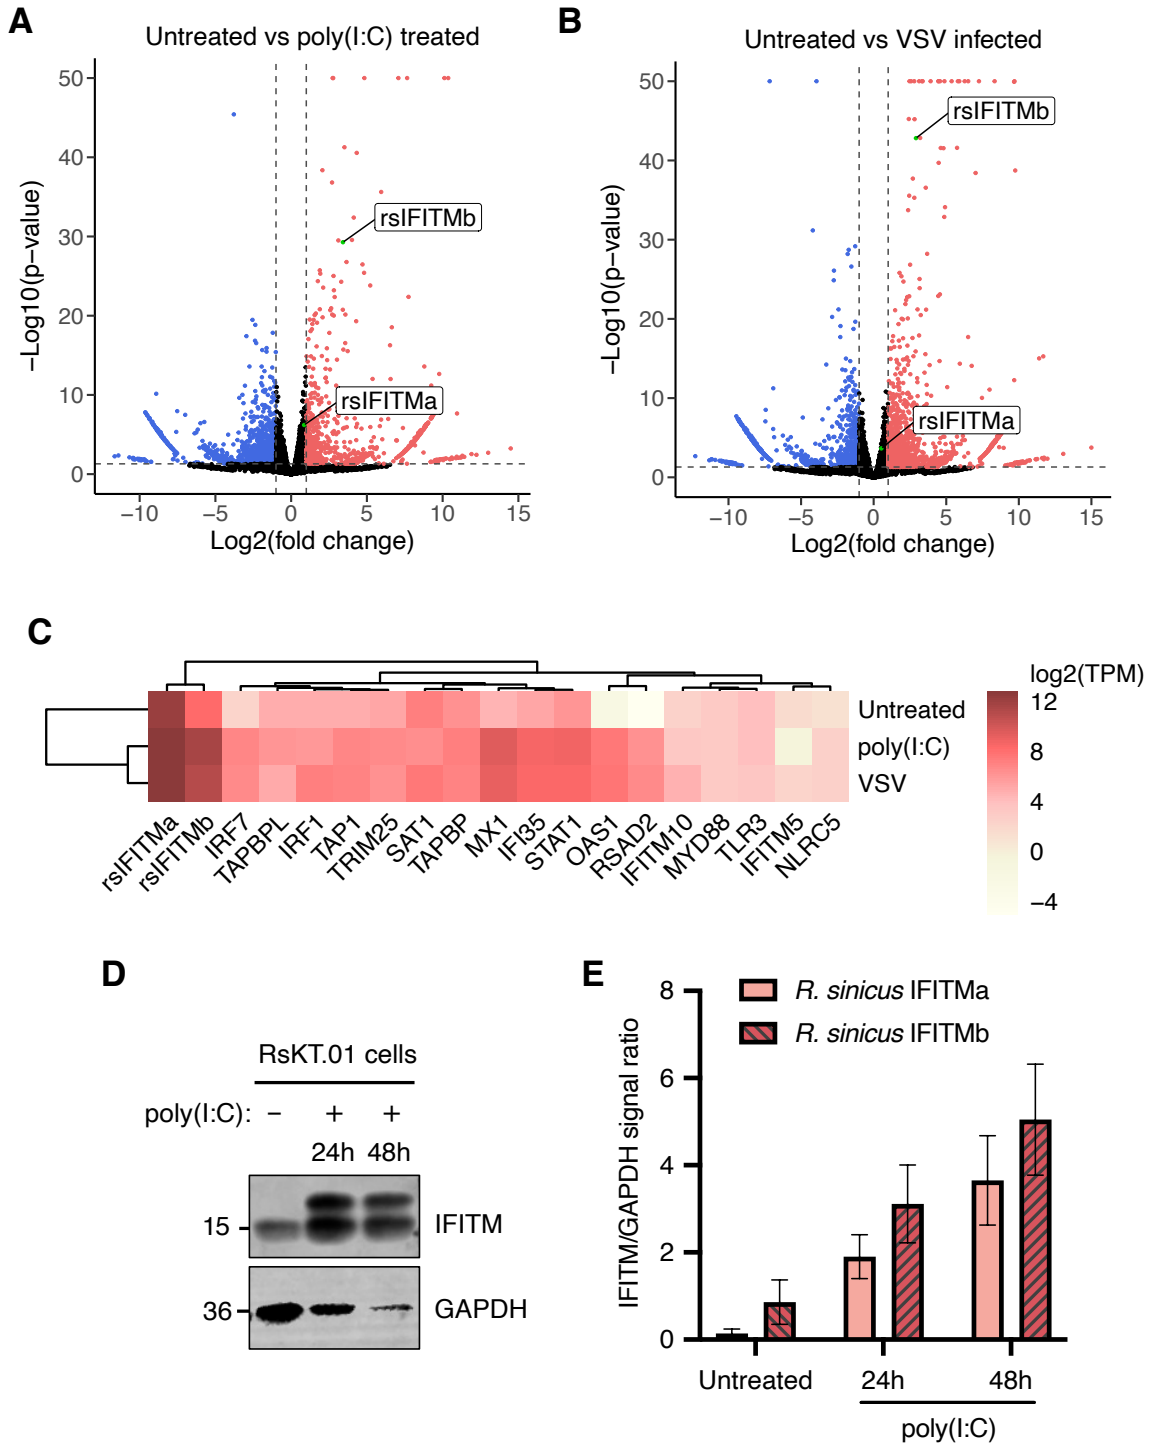 A
Untreated vs poly(I:C) treated
−Log10(p−value)
50
40
30
20
10
0
rsIFITMb
rsIFITMa
−10 −5 0 5 10 15
Log2(fold change)
B
Untreated vs VSV infected
−Log10(p−value)
50
40
30
20
10
0
rsIFITMb
rsIFITMa
−10 −5 0 5 10 15
Log2(fold change)
C
Untreated
poly(I:C)
VSV
rsIFITMa
rsIFITMb
IRF7
TAPBPL
IRF1
TAP1
TRIM25
SAT1
TAPBP
MX1
IFI35
STAT1
OAS1
RSAD2
IFITM10
MYD88
TLR3
IFITM5
NLRC5
log2(TPM)
12
8
4
0
−4
D
RsKT.01 cells
poly(I:C): − + +
24h 48h
15
IFITM
36
GAPDH
E
R. sinicus IFITMa
R. sinicus IFITMb
IFITM/GAPDH signal ratio
8
6
4
2
0
Untreated 24h 48h
poly(I:C)